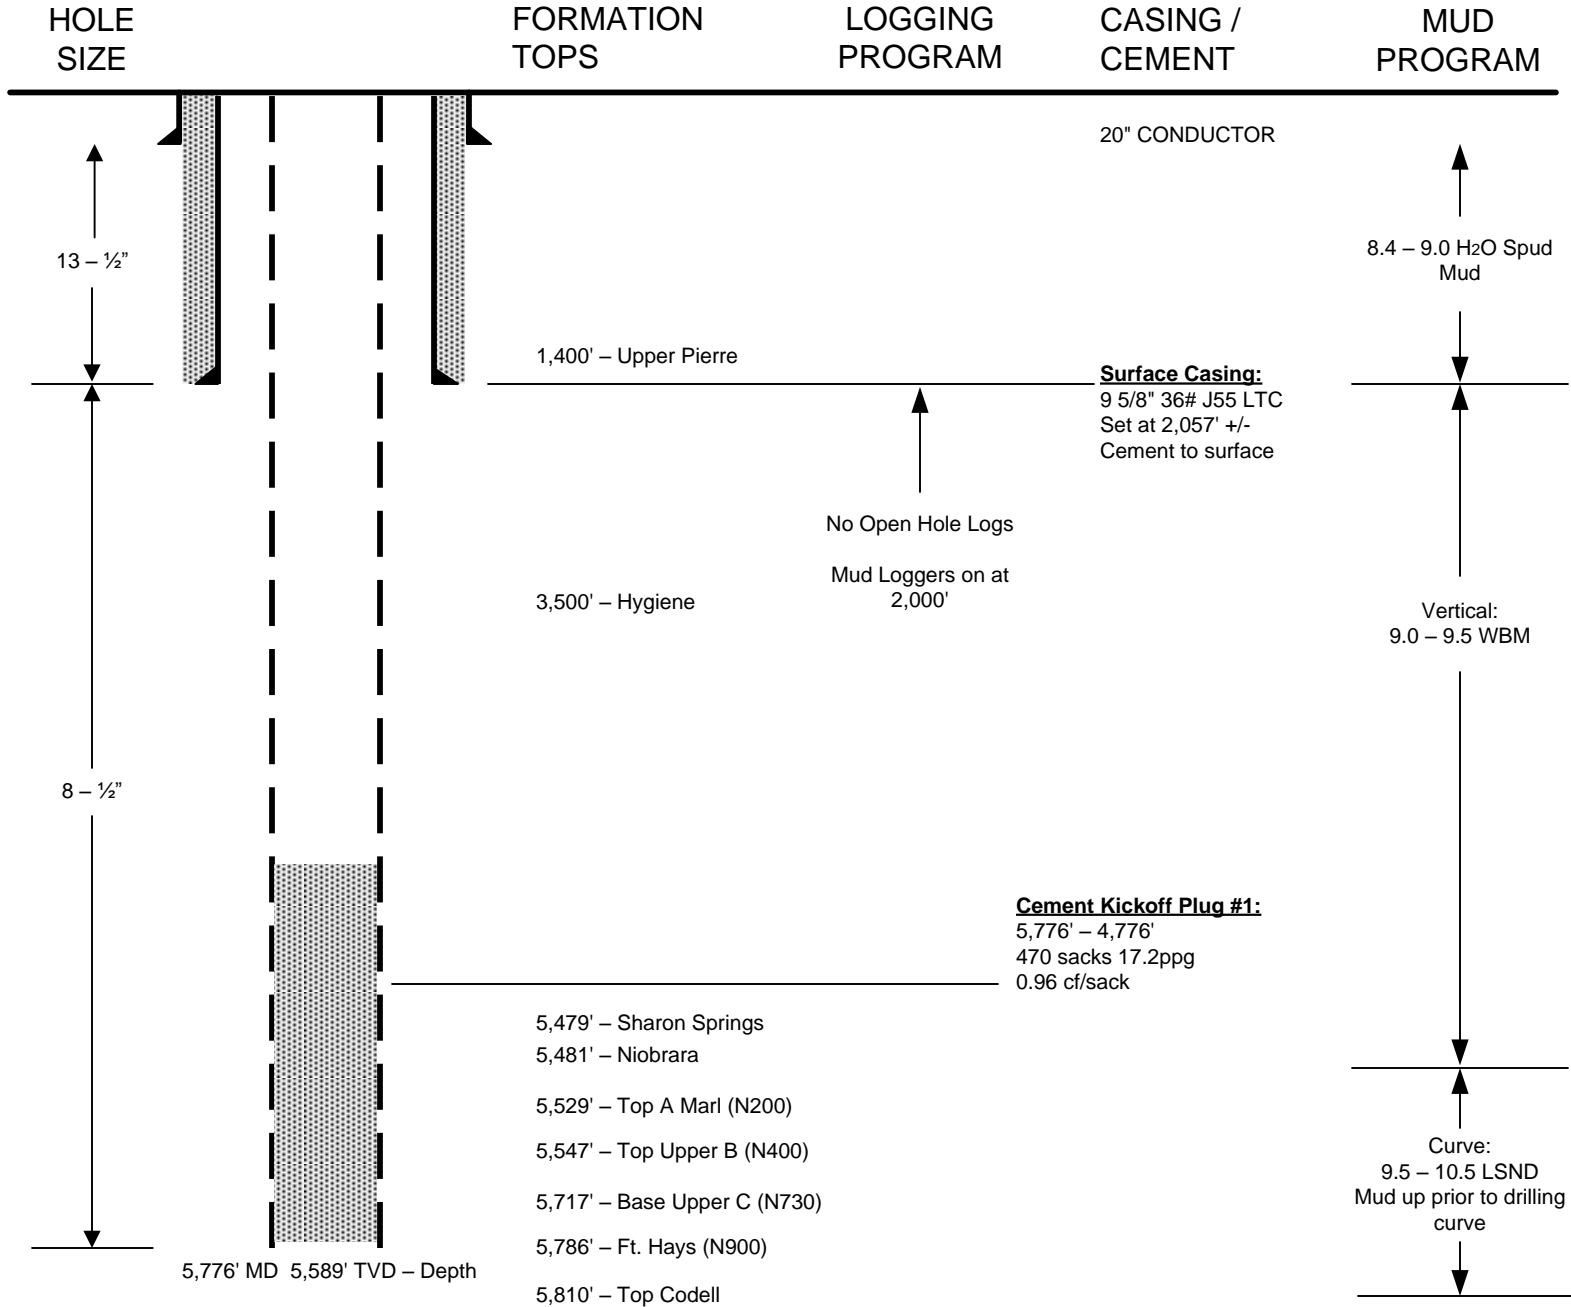 HOLE
SIZE
FORMATION
TOPS
LOGGING
PROGRAM
CASING /
CEMENT
MUD
PROGRAM
20" CONDUCTOR
13 – ½”
8.4 – 9.0 H2O Spud
Mud
1,400' – Upper Pierre
Surface Casing:
9 5/8" 36# J55 LTC
Set at 2,057' +/-
Cement to surface
No Open Hole Logs
Mud Loggers on at
2,000'
3,500' – Hygiene
Vertical:
9.0 – 9.5 WBM
8 – ½”
Cement Kickoff Plug #1:
5,776' – 4,776'
470 sacks 17.2ppg
0.96 cf/sack
5,479' – Sharon Springs
5,481' – Niobrara
5,529' – Top A Marl (N200)
5,547' – Top Upper B (N400)
5,717' – Base Upper C (N730)
5,786' – Ft. Hays (N900)
5,810' – Top Codell
Curve:
9.5 – 10.5 LSND
Mud up prior to drilling
curve
5,776' MD  5,589' TVD – Depth